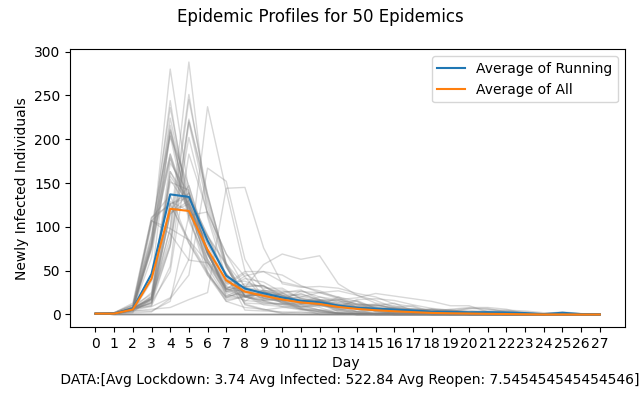 Epidemic Profiles for 50 Epidemics
300
250
200
150
100
50
0
Newly Infected Individuals
Average of Running
Average of All
0 1 2 3 4 5 6 7 8 9 10 11 12 13 14 15 16 17 18 19 20 21 22 23 24 25 26 27
Day
DATA:[Avg Lockdown: 3.74 Avg Infected: 522.84 Avg Reopen: 7.545454545454546]